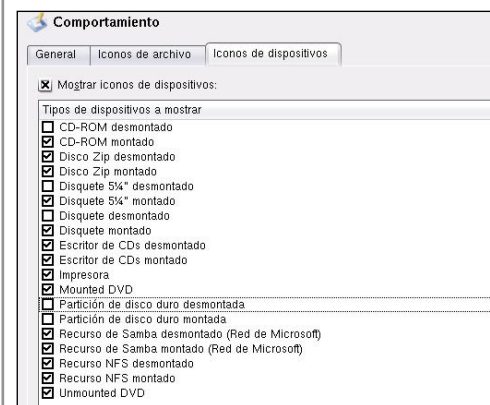 Comportamiento
General Iconos de archivo Iconos de dispositivos
Mostrar iconos de dispositivos:
Tipos de dispositivos a mostrar
CD-ROM desmontado
CD-ROM montado
Disco Zip desmontado
Disco Zip montado
Disquete 5¼" desmontado
Disquete 5¼" montado
Disquete desmontado
Disquete montado
Escritor de CDs desmontado
Escritor de CDs montado
Impresora
Mounted DVD
Partición de disco duro desmontada
Partición de disco duro montada
Recurso de Samba desmontado (Red de Microsoft)
Recurso de Samba montado (Red de Microsoft)
Recurso NFS desmontado
Recurso NFS montado
Unmounted DVD